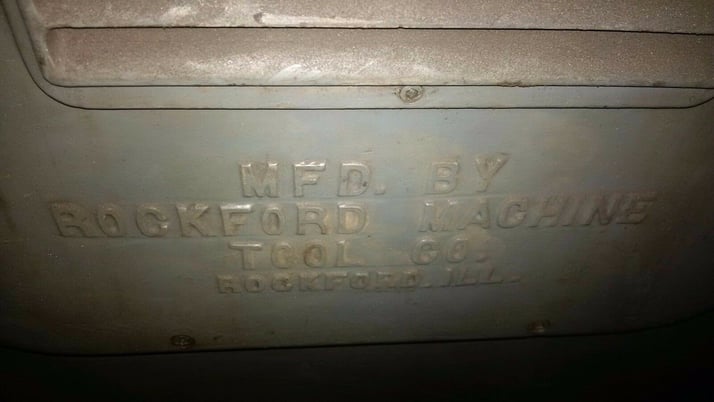 MFD. BY
ROCKFORD MACHINE
TOOL CO.
ROCKFORD. ILL.